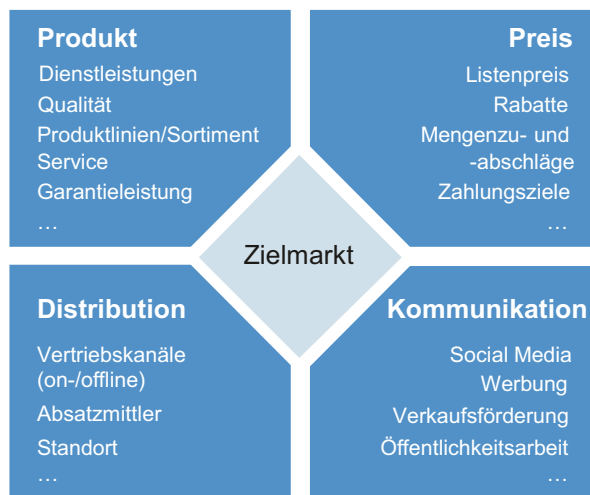 Produkt
Dienstleistungen
Qualität
Produktlinien/Sortiment
Service
Garantieleistung
…
Preis
Listenpreis
Rabatte
Mengenzu- und
-abschläge
Zahlungsziele
…
Zielmarkt
Distribution
Vertriebskanäle
(on-/offline)
Absatzmittler
Standort
…
Kommunikation
Social Media
Werbung
Verkaufsförderung
Öffentlichkeitsarbeit
…